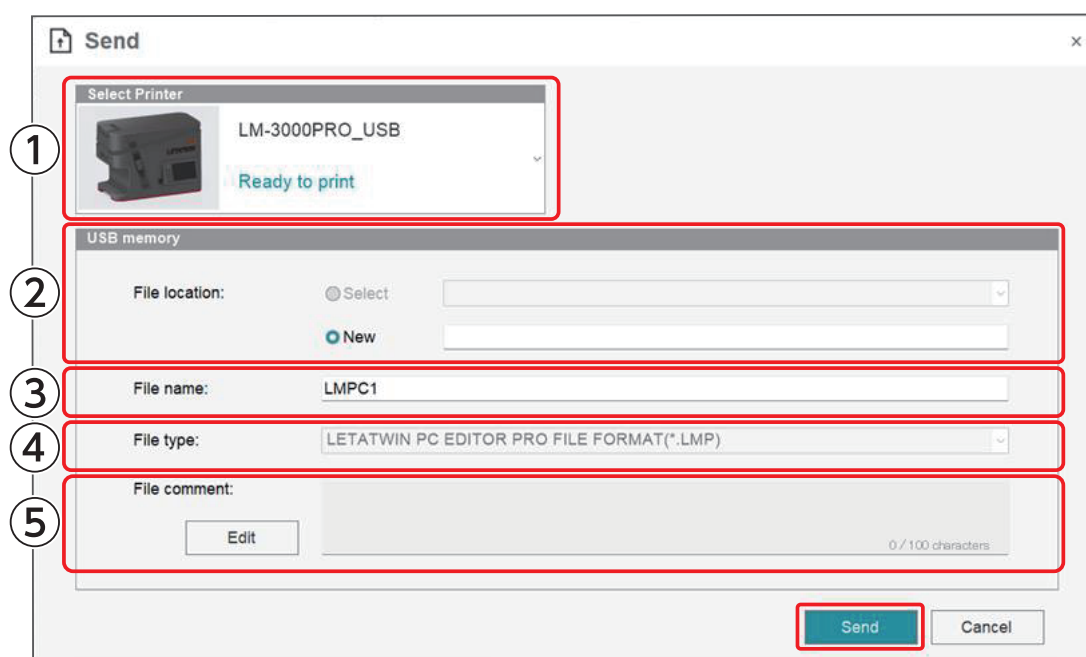 Send
×
Select Printer
① LM-3000PRO_USB
Ready to print
USB memory
② File location: Select
New
③ File name: LMPC1
④ File type: LETATWIN PC EDITOR PRO FILE FORMAT(*.LMP)
⑤ File comment:
Edit
0 / 100 characters
Send Cancel